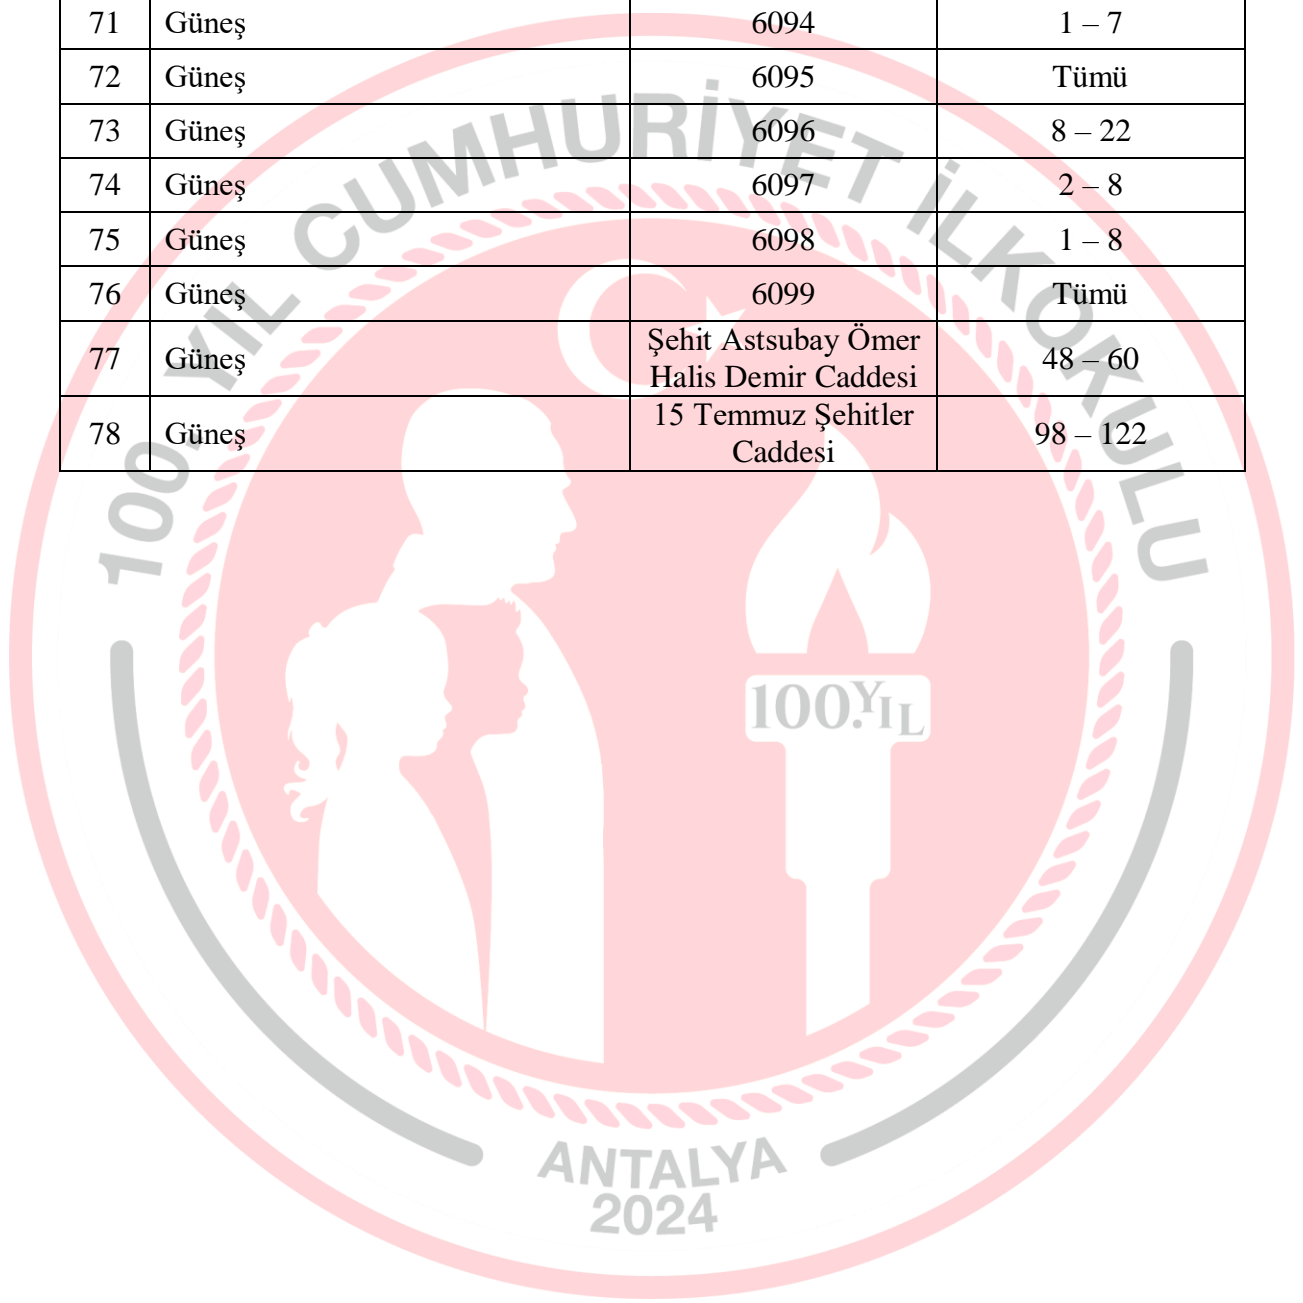 71 Güneş 6094 1 – 7
72 Güneş 6095 Tümü
73 Güneş 6096 8 – 22
74 Güneş 6097 2 – 8
75 Güneş 6098 1 – 8
76 Güneş 6099 Tümü
77 Güneş Şehit Astsubay Ömer
Halis Demir Caddesi 48 – 60
78 Güneş 15 Temmuz Şehitler
Caddesi 98 – 122
100. YIL CUMHURİYET İLKOKULU
100.YIL
ANTALYA
2024